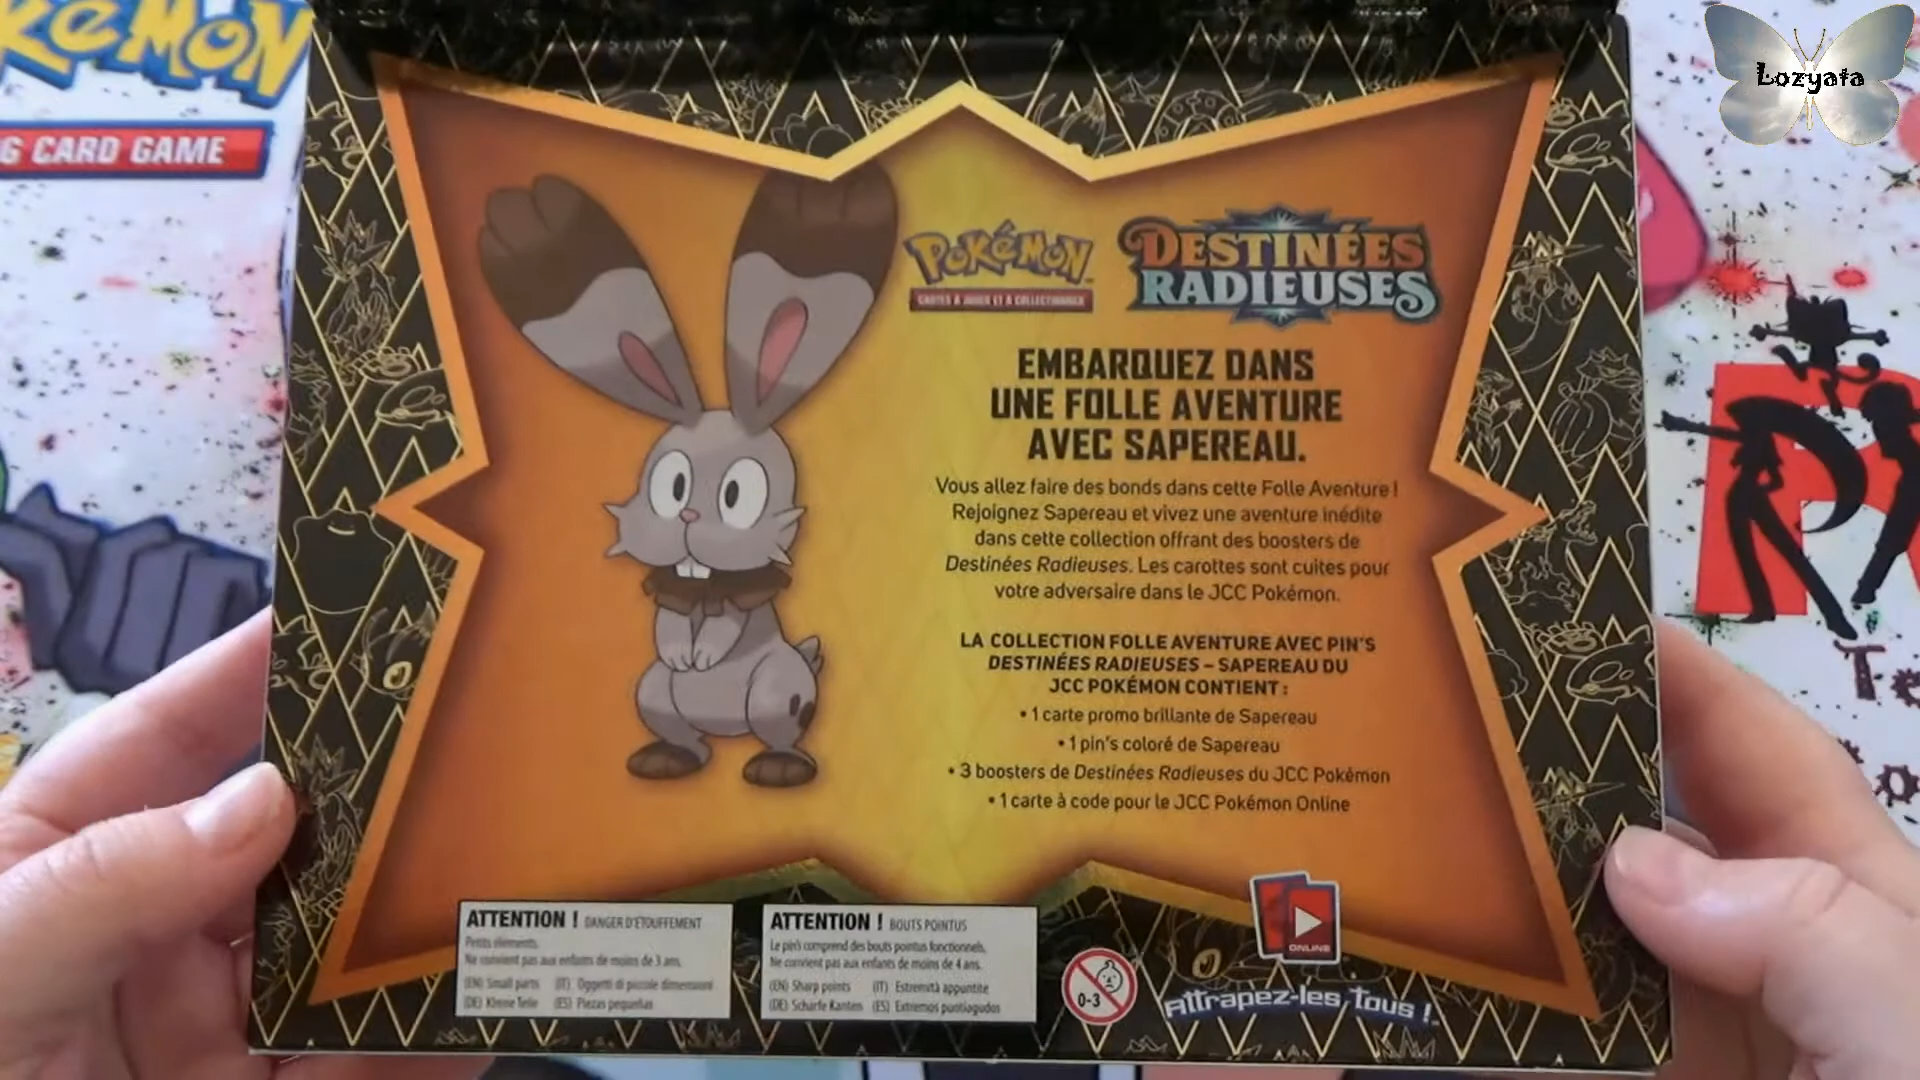 Pokémon
G CARD GAME
Lozyata
POKÉMON
CARTES À JOUER ET À COLLECTIONNER
DESTINÉES
RADIEUSES
EMBARQUEZ DANS
UNE FOLLE AVENTURE
AVEC SAPEREAU.
Vous allez faire des bonds dans cette Folle Aventure !
Rejoignez Sapereau et vivez une aventure inédite
dans cette collection offrant des boosters de
Destinées Radieuses. Les carottes sont cuites pour
votre adversaire dans le JCC Pokémon.
LA COLLECTION FOLLE AVENTURE AVEC PIN'S
DESTINÉES RADIEUSES – SAPEREAU DU
JCC POKÉMON CONTIENT :
• 1 carte promo brillante de Sapereau
• 1 pin's coloré de Sapereau
• 3 boosters de Destinées Radieuses du JCC Pokémon
• 1 carte à code pour le JCC Pokémon Online
ATTENTION ! DANGER D'ÉTOUFFEMENT
Petits éléments.
Ne convient pas aux enfants de moins de 3 ans.
(EN) Small parts (IT) Oggetti di piccole dimensioni
(DE) Kleine Teile (ES) Piezas pequeñas
ATTENTION ! BOUTS POINTUS
Le pin's comprend des bouts pointus fonctionnels.
Ne convient pas aux enfants de moins de 4 ans.
(EN) Sharp points (IT) Estremità appuntite
(DE) Scharfe Kanten (ES) Extremos puntiagudos
0-3
ONLINE
Attrapez-les Tous !
R
Te